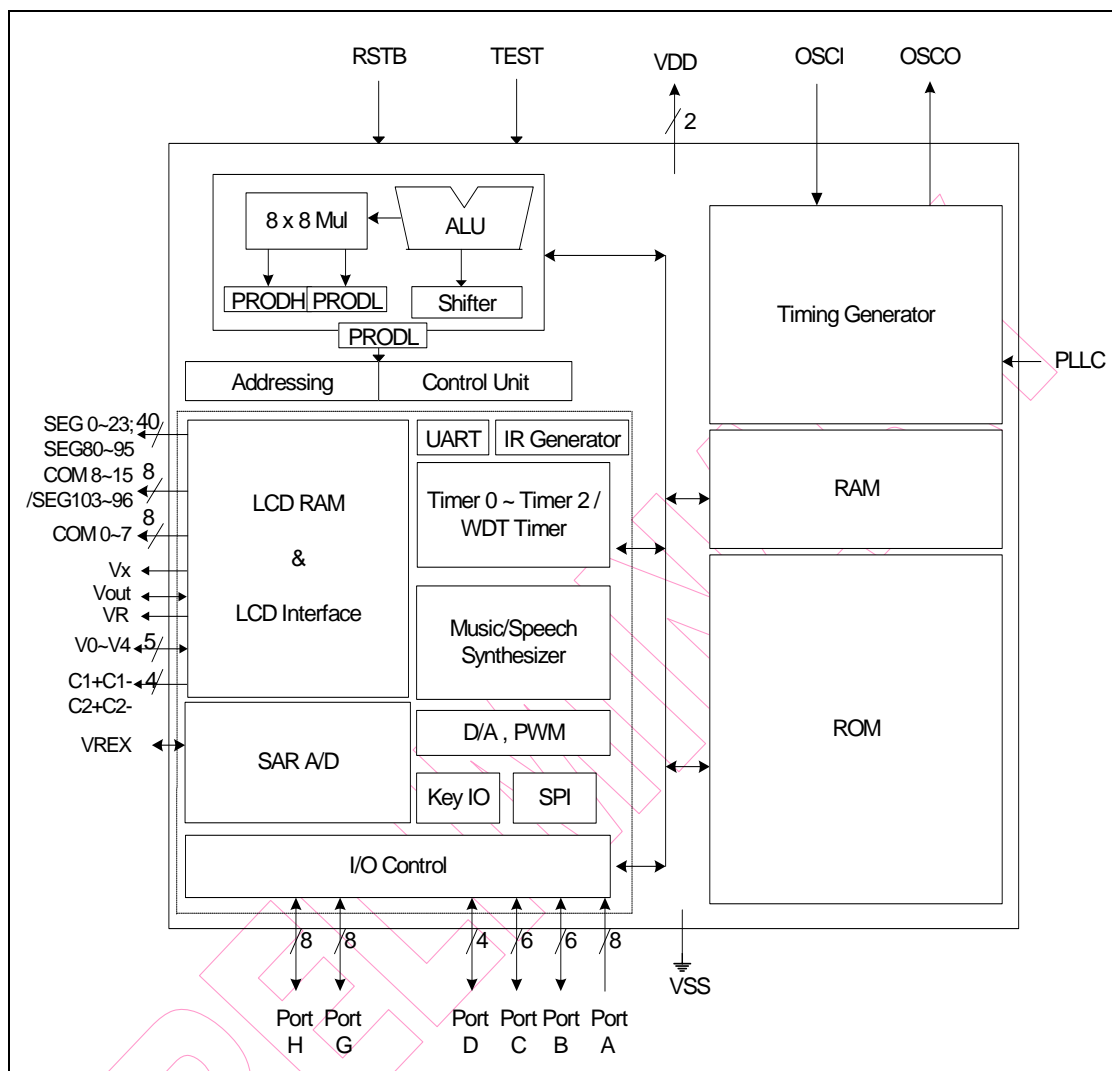 RSTB TEST VDD OSCI OSCO
2
8 x 8 Mul ALU
PRODH PRODL Shifter
PRODL
Addressing Control Unit
Timing Generator
PLLC
SEG 0~23; 40
SEG80~95
COM 8~15 8
/SEG103~96
8
COM 0~7
Vx
Vout
VR
V0~V4 5
C1+C1- 4
C2+C2-
VREX
LCD RAM
&
LCD Interface
UART IR Generator
Timer 0 ~ Timer 2 /
WDT Timer
Music/Speech
Synthesizer
D/A , PWM
SAR A/D
Key IO SPI
I/O Control
RAM
ROM
8 8 4 6 6 8
VSS
Port Port Port Port Port Port
H G D C B A